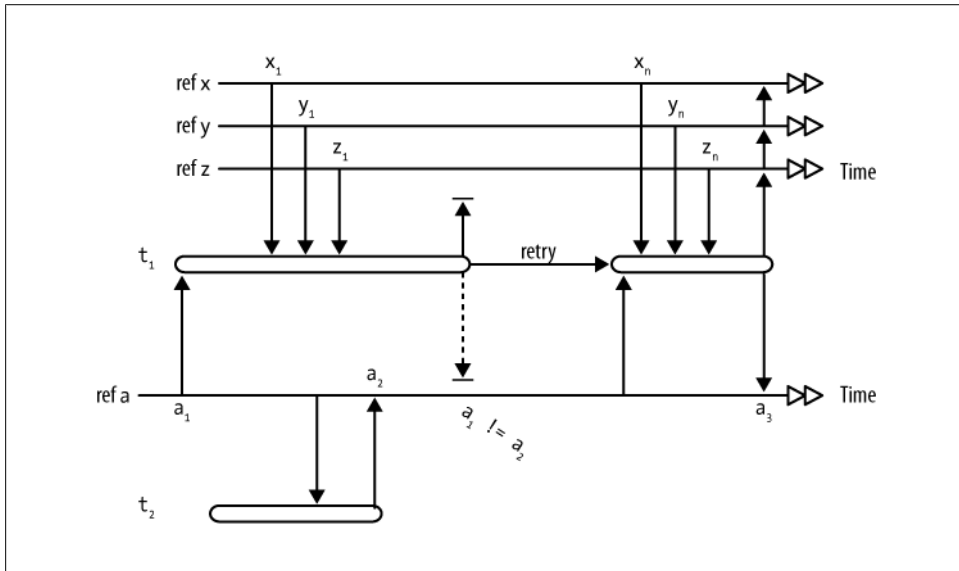 x₁ xₙ
ref x
y₁ yₙ
ref y
z₁ zₙ
ref z Time
t₁ retry
a₂
ref a Time
a₁ a₁ != a₂ a₃
t₂